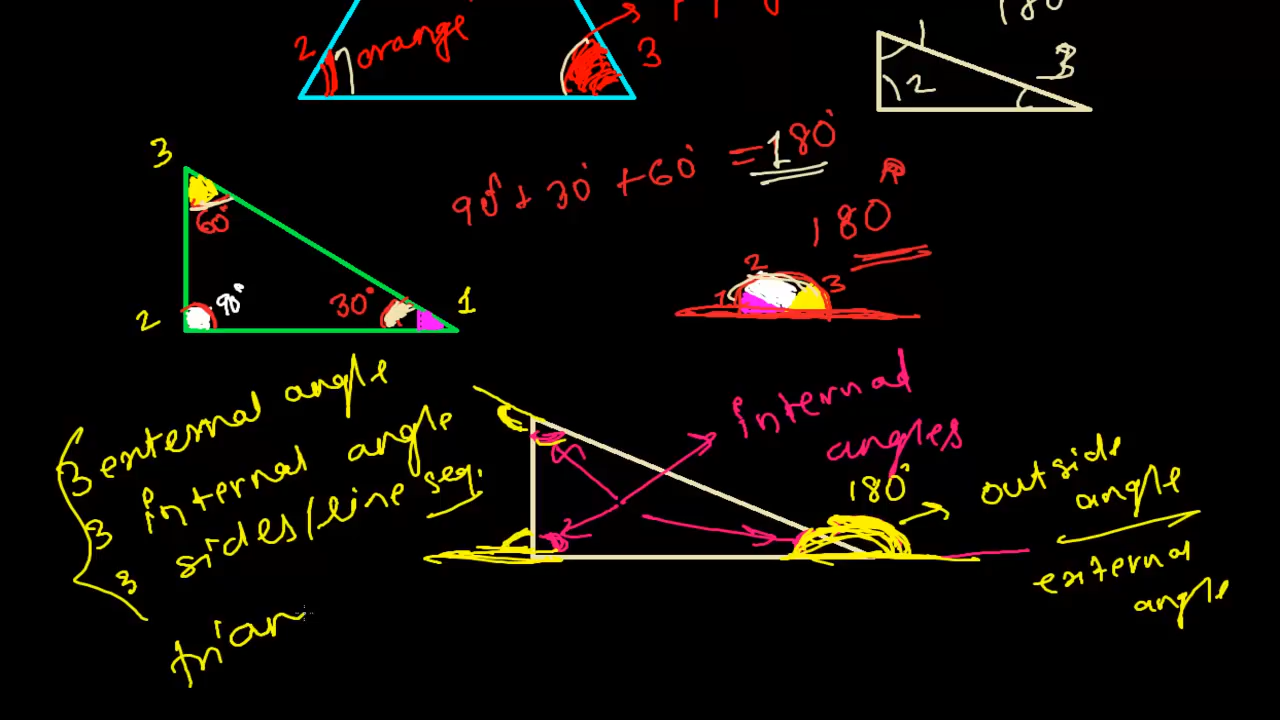 2
orange
3
180
1
2
3
3
60°
90°
2
30°
1
90° + 30° + 60° = 180°
180
1
2
3
3 external angle
3 internal angle
3 sides/line seg.
trian
internal
angles
180°
outside
angle
external
angle